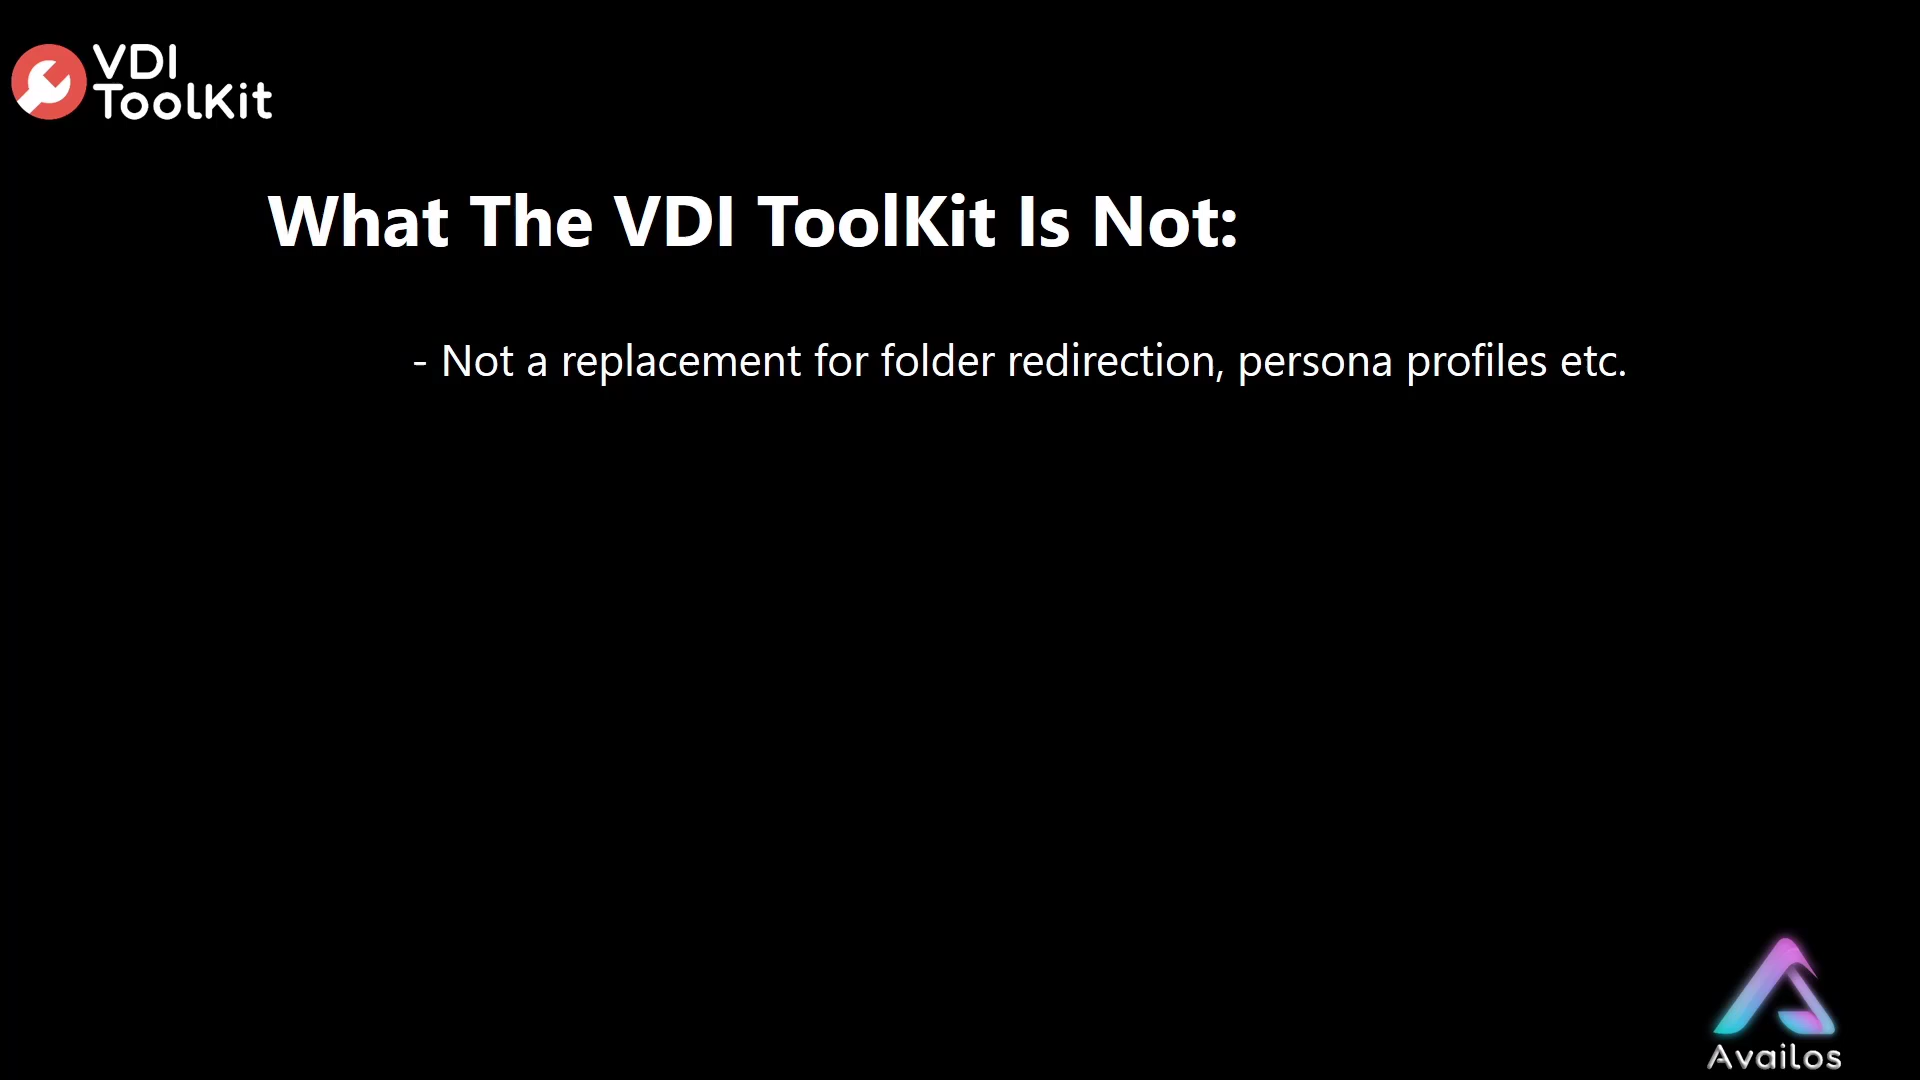 VDI
ToolKit
What The VDI ToolKit Is Not:
- Not a replacement for folder redirection, persona profiles etc.
Availos